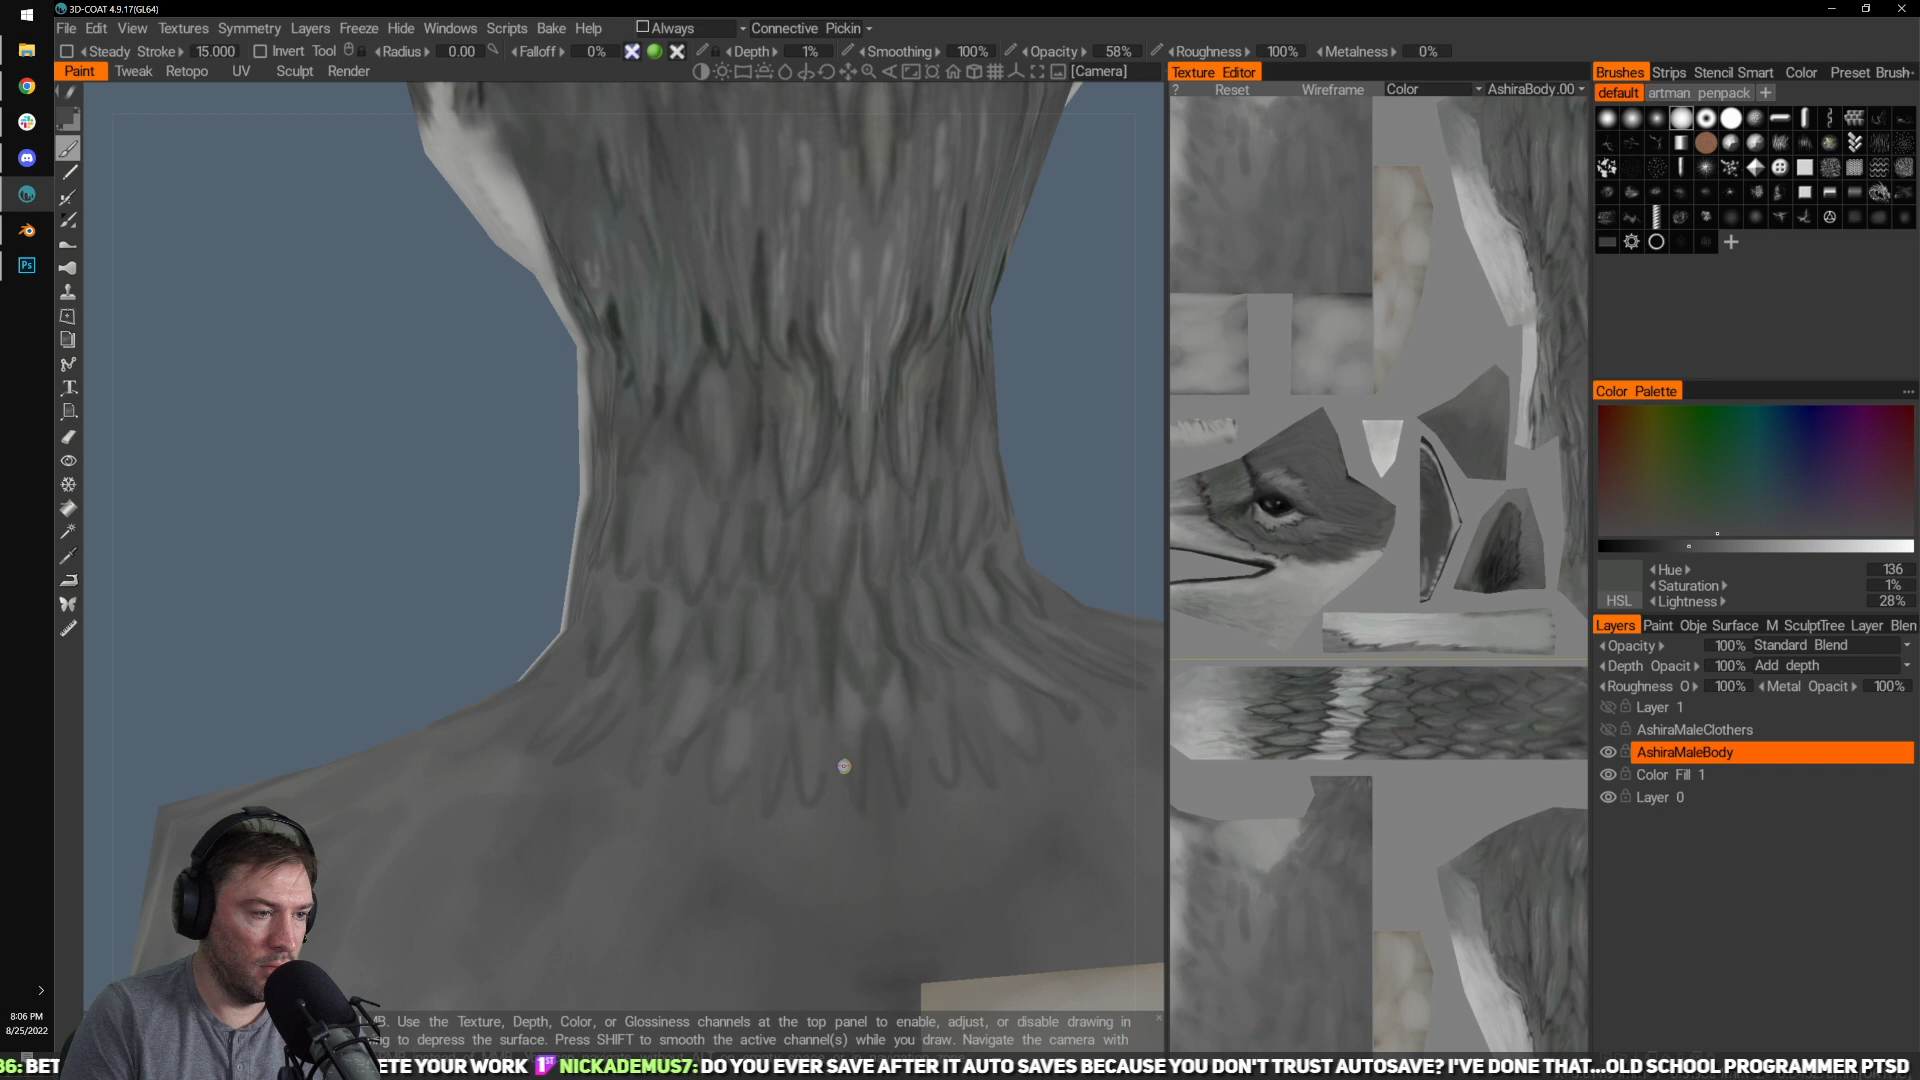 3D-COAT 4.9.17(GL64)
File Edit View Textures Symmetry Layers Freeze Hide Windows Scripts Bake Help Always Connective Pickin
Steady Stroke 15.000 Invert Tool Radius 0.00 Falloff 0% Depth 1% Smoothing 100% Opacity 58% Roughness 100% Metalness 0%
Paint Tweak Retopo UV Sculpt Render [Camera]
Texture Editor
? Reset Wireframe Color AshiraBody.00
Brushes Strips Stencil Smart Color Preset Brush
default artman penpack +
Color Palette
Hue 136
Saturation 1%
HSL Lightness 28%
Layers Paint Obje Surface M SculptTree Layer Blen
Opacity 100% Standard Blend
Depth Opacit 100% Add depth
Roughness O 100% Metal Opacit 100%
Layer 1
AshiraMaleClothers
AshiraMaleBody
Color Fill 1
Layer 0
Ps
8:06 PM
8/25/2022
MB. Use the Texture, Depth, Color, or Glossiness channels at the top panel to enable, adjust, or disable drawing in
ng to depress the surface. Press SHIFT to smooth the active channel(s) while you draw. Navigate the camera with
36: BET ETE YOUR WORK 1ST NICKADEMUS7: DO YOU EVER SAVE AFTER IT AUTO SAVES BECAUSE YOU DON'T TRUST AUTOSAVE? I'VE DONE THAT...OLD SCHOOL PROGRAMMER PTSD